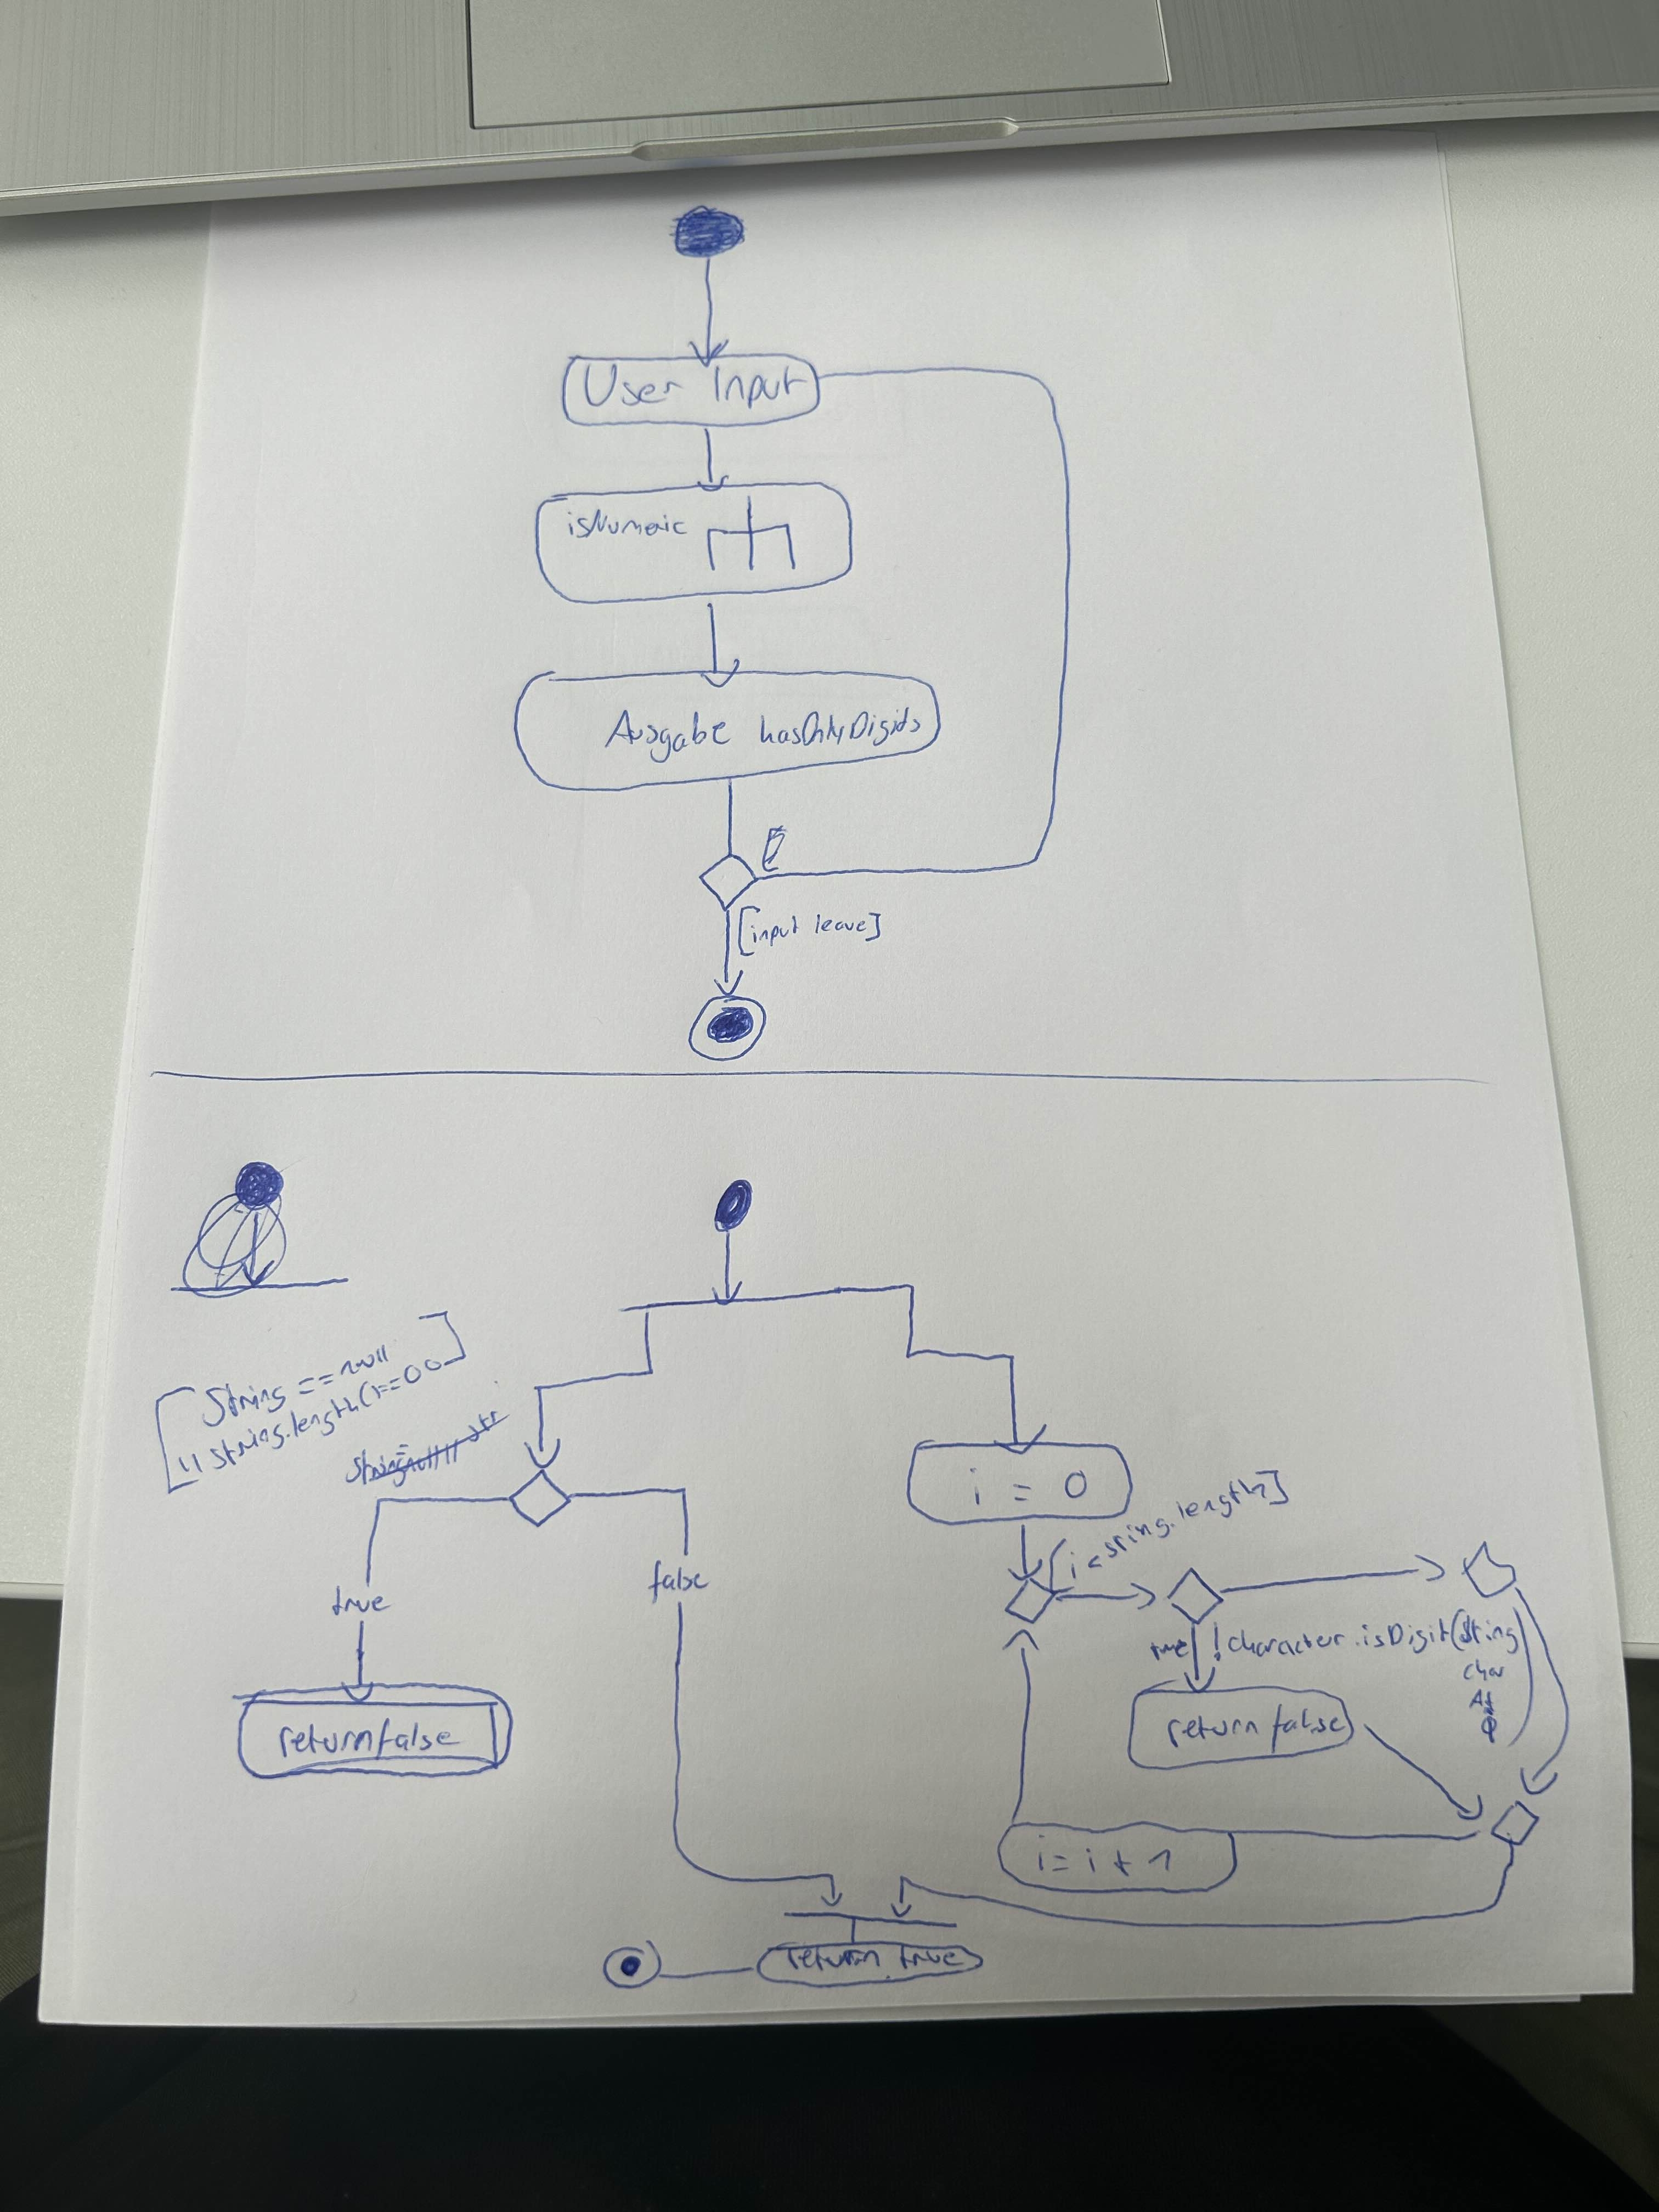 User Input
isNumeic
Ausgabe hasOnlyDigits
[input leave]
[String == null
|| string.length()==0]
false
true
returnfalse
i = 0
[i < string.length]
true
!character.isDigit(String
char
At
return false
i = i + 1
return true